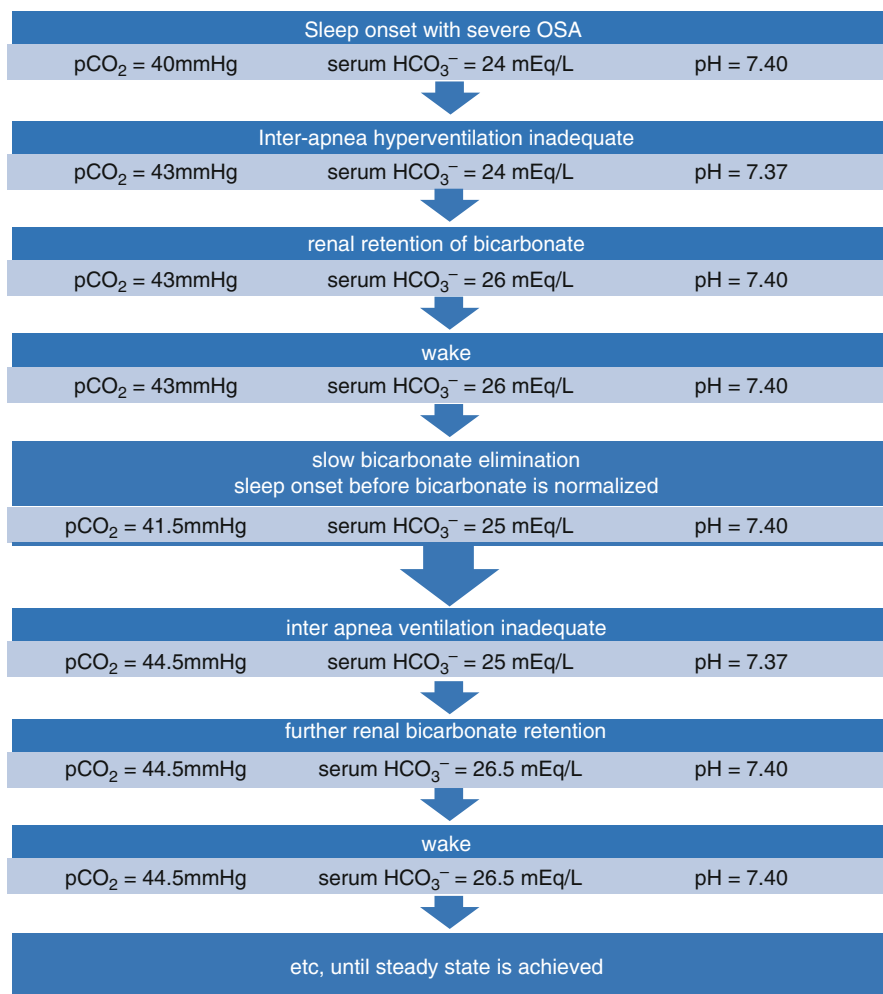 Sleep onset with severe OSA
pCO₂ = 40mmHg serum HCO₃⁻ = 24 mEq/L pH = 7.40
Inter-apnea hyperventilation inadequate
pCO₂ = 43mmHg serum HCO₃⁻ = 24 mEq/L pH = 7.37
renal retention of bicarbonate
pCO₂ = 43mmHg serum HCO₃⁻ = 26 mEq/L pH = 7.40
wake
pCO₂ = 43mmHg serum HCO₃⁻ = 26 mEq/L pH = 7.40
slow bicarbonate elimination
sleep onset before bicarbonate is normalized
pCO₂ = 41.5mmHg serum HCO₃⁻ = 25 mEq/L pH = 7.40
inter apnea ventilation inadequate
pCO₂ = 44.5mmHg serum HCO₃⁻ = 25 mEq/L pH = 7.37
further renal bicarbonate retention
pCO₂ = 44.5mmHg serum HCO₃⁻ = 26.5 mEq/L pH = 7.40
wake
pCO₂ = 44.5mmHg serum HCO₃⁻ = 26.5 mEq/L pH = 7.40
etc, until steady state is achieved